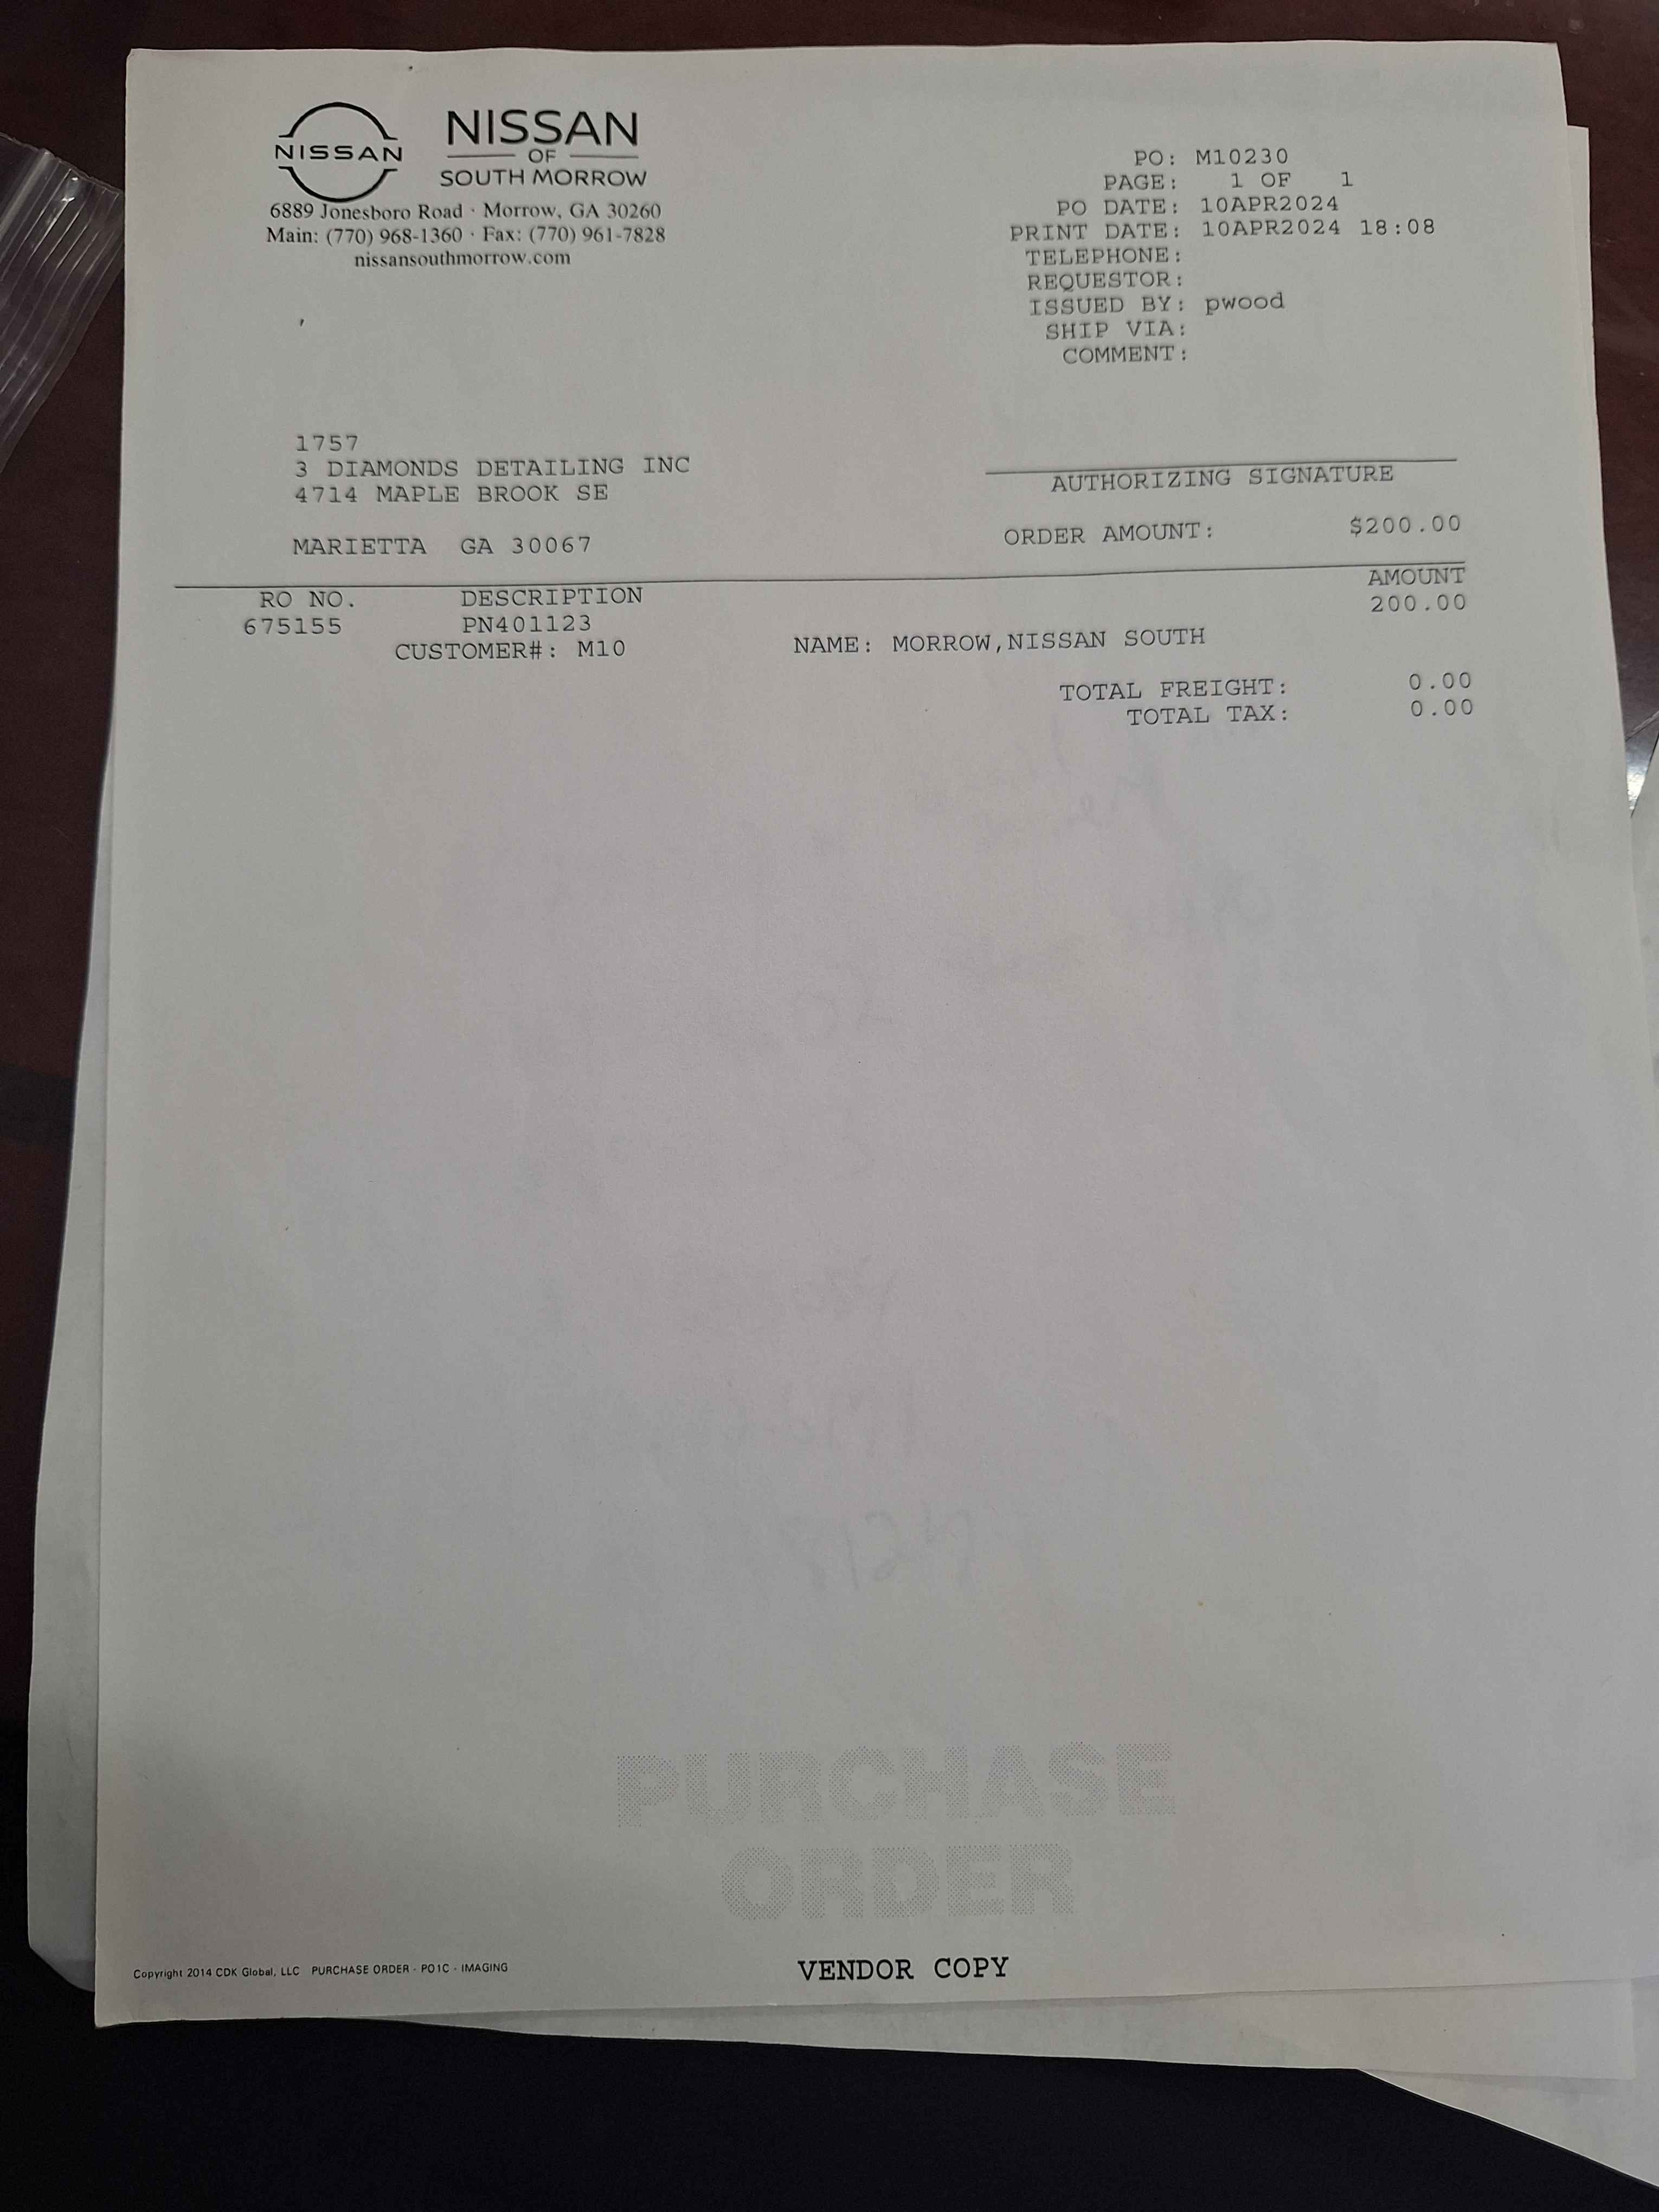 NISSAN
NISSAN
OF
SOUTH MORROW
6889 Jonesboro Road · Morrow, GA 30260
Main: (770) 968-1360 · Fax: (770) 961-7828
nissansouthmorrow.com
PO: M10230
PAGE: 1 OF 1
PO DATE: 10APR2024
PRINT DATE: 10APR2024 18:08
TELEPHONE:
REQUESTOR:
ISSUED BY: pwood
SHIP VIA:
COMMENT:
1757
3 DIAMONDS DETAILING INC
4714 MAPLE BROOK SE
MARIETTA GA 30067
AUTHORIZING SIGNATURE
ORDER AMOUNT: $200.00
RO NO. DESCRIPTION AMOUNT
675155 PN401123 200.00
CUSTOMER#: M10 NAME: MORROW,NISSAN SOUTH
TOTAL FREIGHT: 0.00
TOTAL TAX: 0.00
PURCHASE
ORDER
Copyright 2014 CDK Global, LLC PURCHASE ORDER - PO1C - IMAGING
VENDOR COPY